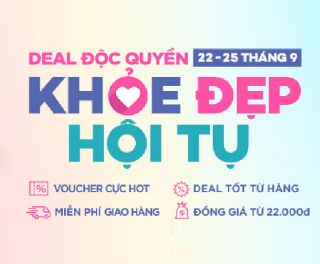 DEAL ĐỘC QUYỀN 22 - 25 THÁNG 9
KHỎE ĐẸP
HỘI TỤ
VOUCHER CỰC HOT DEAL TỐT TỪ HÃNG
MIỄN PHÍ GIAO HÀNG ĐỒNG GIÁ TỪ 22.000đ